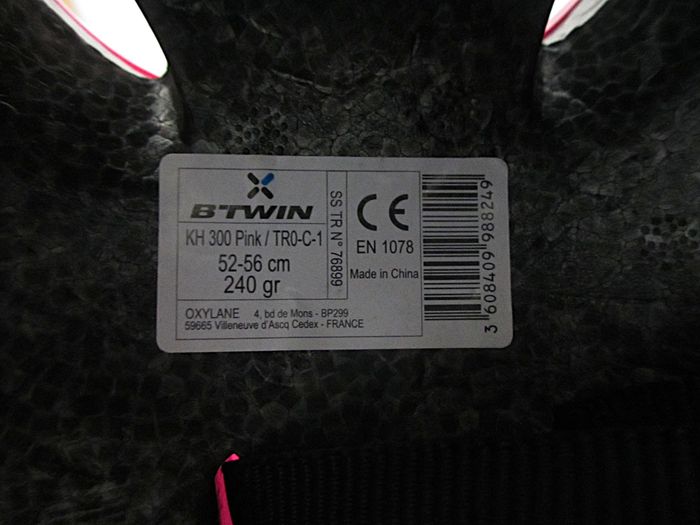 B'TWIN
KH 300 Pink / TR0-C-1
52-56 cm
240 gr
SS TR N° 76899
CE
EN 1078
Made in China
3 608409 988249
OXYLANE 4, bd de Mons - BP299
59665 Villeneuve d'Ascq Cedex - FRANCE